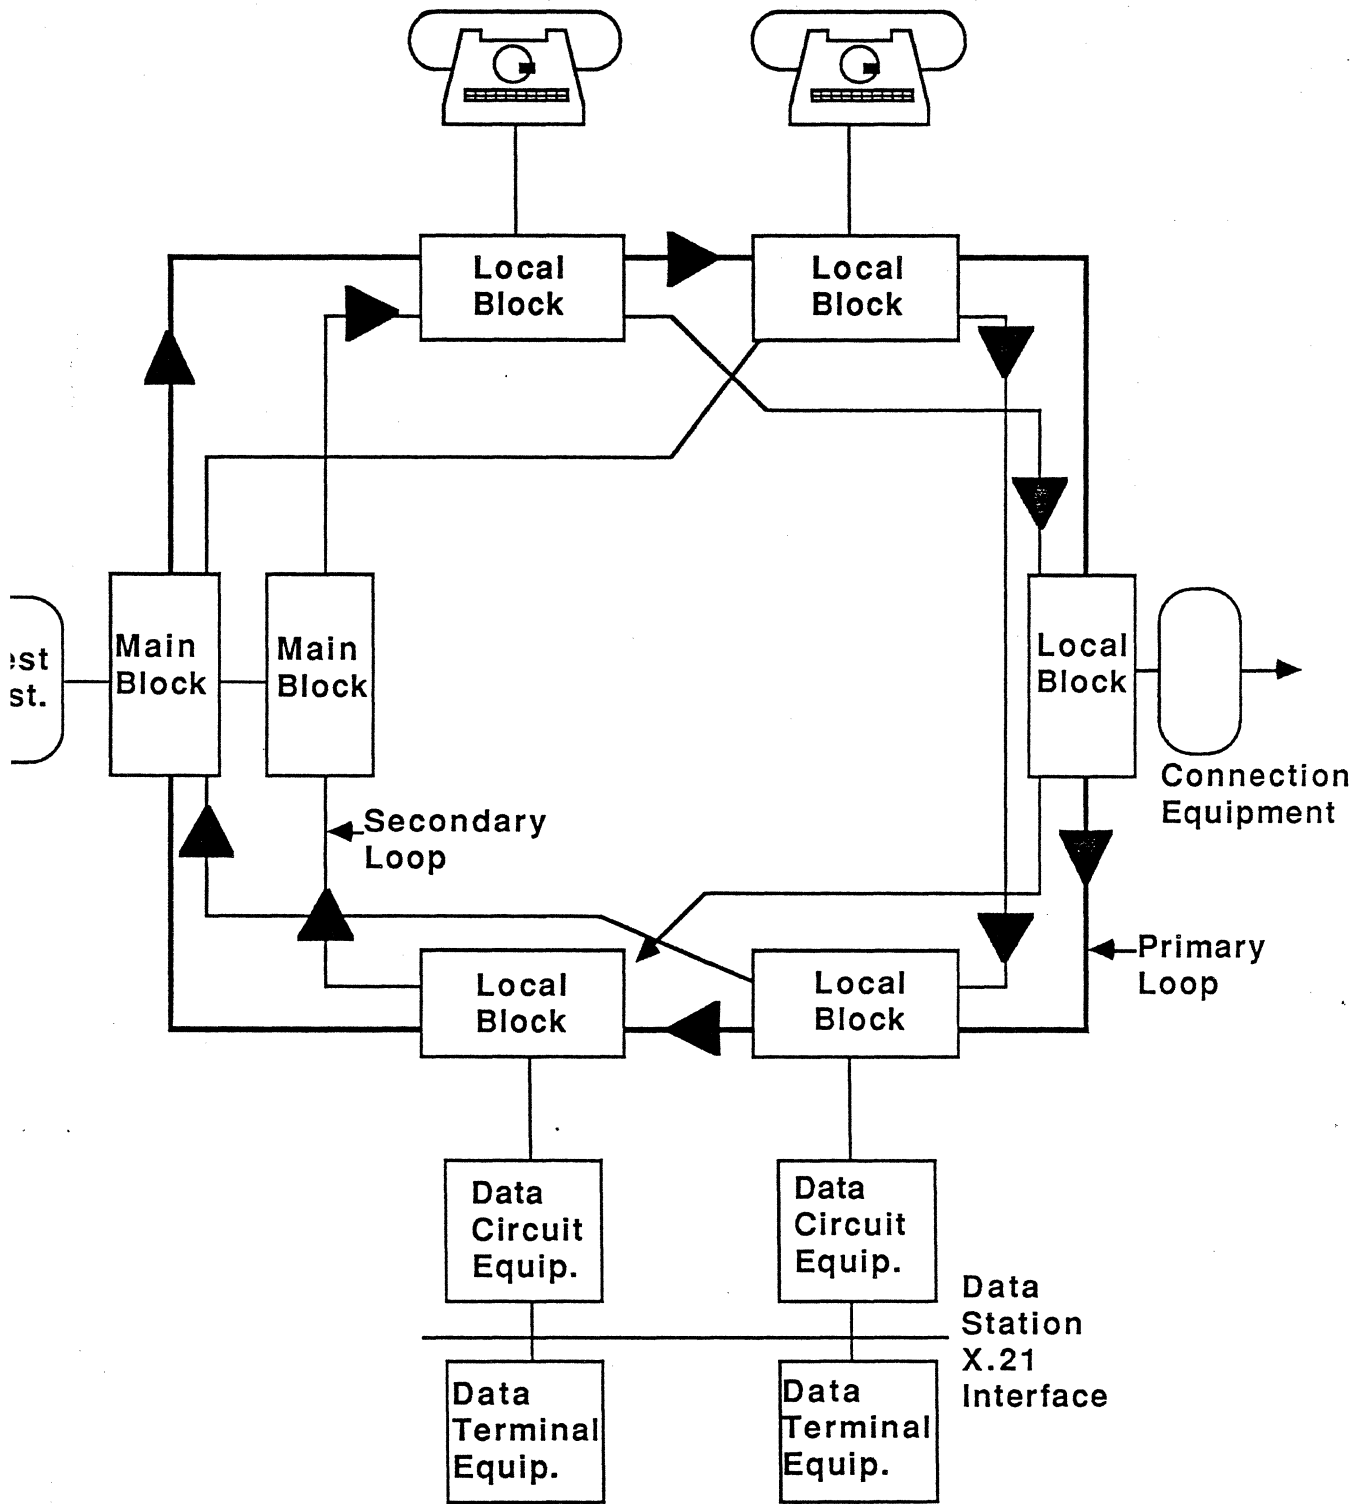 Local
Block
Local
Block
Main
Block
Main
Block
Local
Block
st.
Connection
Equipment
Secondary
Loop
Primary
Loop
Local
Block
Local
Block
Data
Circuit
Equip.
Data
Circuit
Equip.
Data
Station
X.21
Interface
Data
Terminal
Equip.
Data
Terminal
Equip.